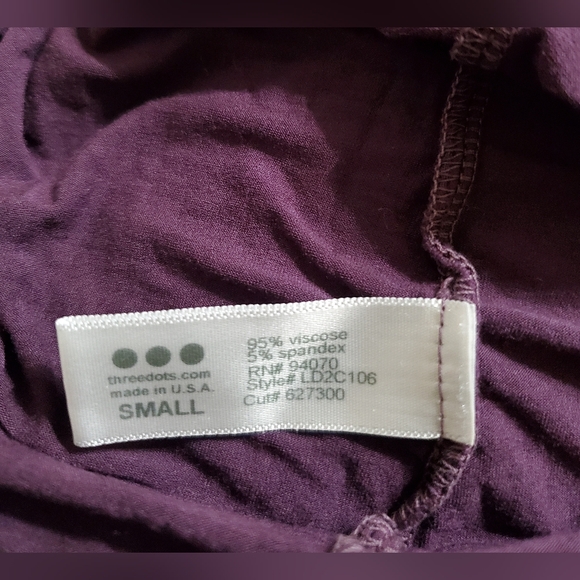 threedots.com
made in U.S.A.
SMALL
95% viscose
5% spandex
RN# 94070
Style# LD2C106
Cut# 627300